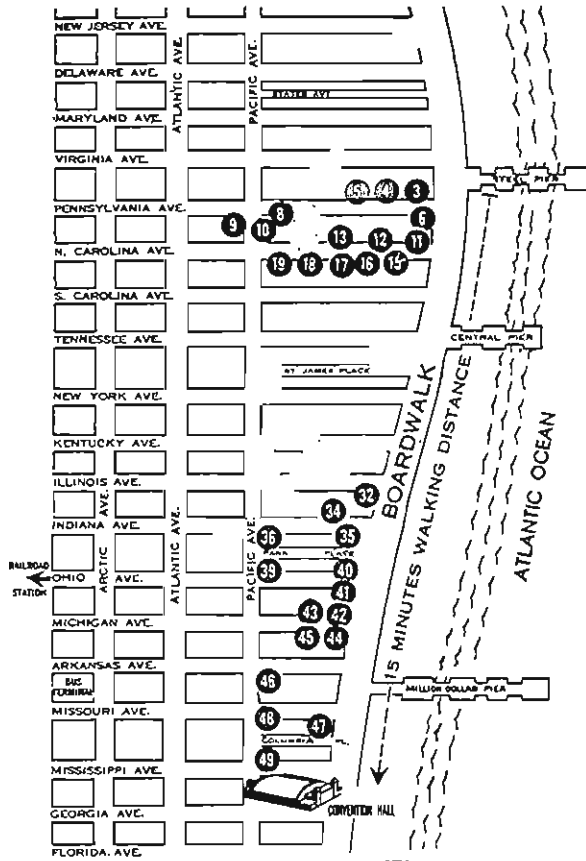 NEW JERSEY AVE.
DELAWARE AVE.
ATLANTIC AVE.
PACIFIC AVE.
STATES AVE
MARYLAND AVE.
VIRGINIA AVE.
STEEL PIER
3
PENNSYLVANIA AVE.
8
6
9
10
13
12
11
N. CAROLINA AVE.
19
18
17
16
15
S. CAROLINA AVE.
CENTRAL PIER
TENNESSEE AVE.
ST JAMES PLACE
NEW YORK AVE.
BOARDWALK
15 MINUTES WALKING DISTANCE
ATLANTIC OCEAN
KENTUCKY AVE.
ILLINOIS AVE.
32
34
ARCTIC AVE.
ATLANTIC AVE.
PACIFIC AVE.
INDIANA AVE.
36
35
PARK PLACE
RAILROAD
STATION
39
40
OHIO AVE.
41
43
42
MICHIGAN AVE.
45
44
ARKANSAS AVE.
BUS
TERMINAL
46
MILLION DOLLAR PIER
MISSOURI AVE.
48
47
COLUMBIA PL.
49
MISSISSIPPI AVE.
CONVENTION HALL
GEORGIA AVE.
FLORIDA. AVE.